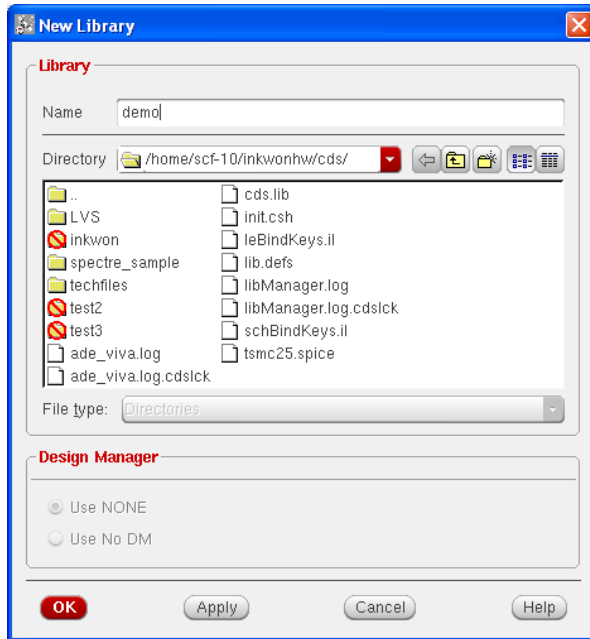 New Library
Library
Name demo
Directory /home/scf-10/inkwonhw/cds/
..
LVS
inkwon
spectre_sample
techfiles
test2
test3
ade_viva.log
ade_viva.log.cdslck
cds.lib
init.csh
leBindKeys.il
lib.defs
libManager.log
libManager.log.cdslck
schBindKeys.il
tsmc25.spice
File type: Directories
Design Manager
Use NONE
Use No DM
OK Apply Cancel Help